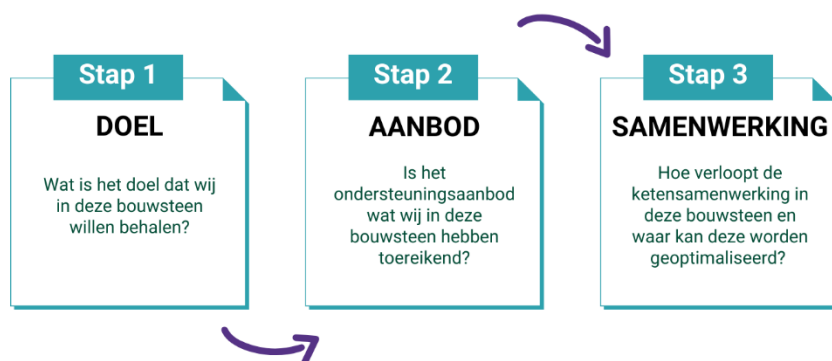 Stap 1
DOEL
Wat is het doel dat wij
in deze bouwsteen
willen behalen?
Stap 2
AANBOD
Is het
ondersteuningsaanbod
wat wij in deze
bouwsteen hebben
toereikend?
Stap 3
SAMENWERKING
Hoe verloopt de
ketensamenwerking in
deze bouwsteen en
waar kan deze worden
geoptimaliseerd?